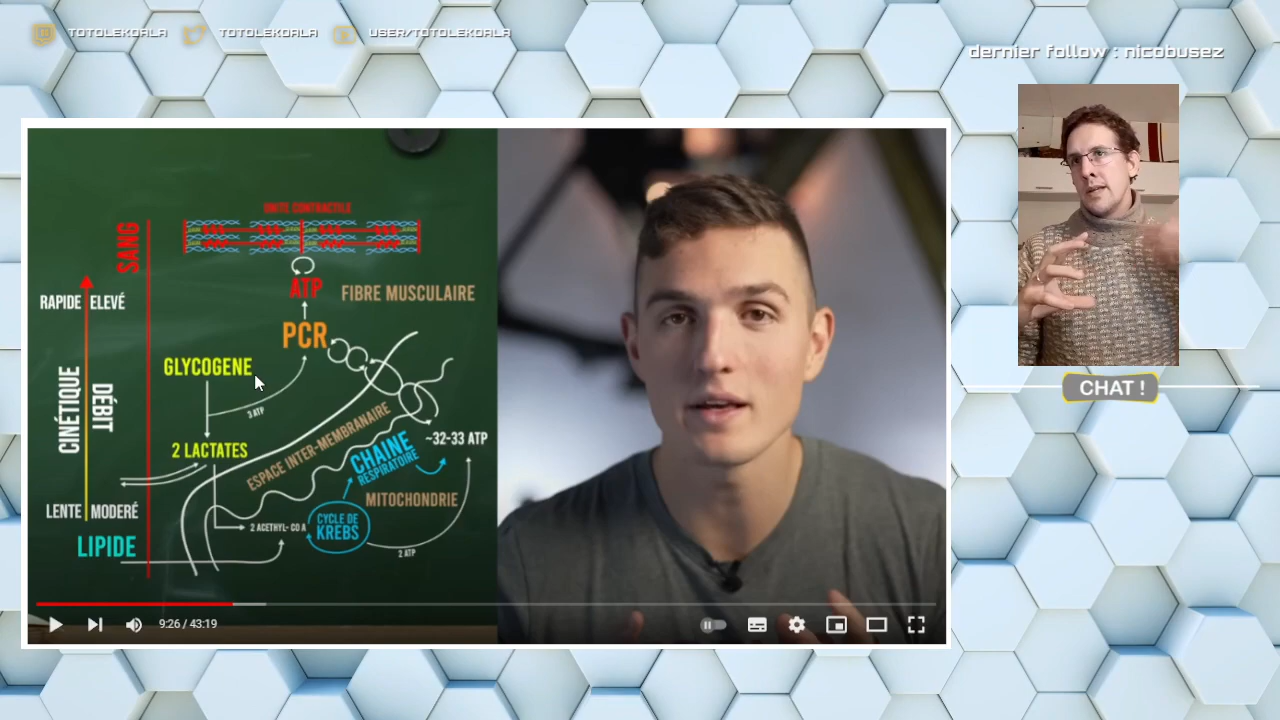 TOTOLEKOALA
TOTOLEKOALA
USER/TOTOLEKOALA
dernier follow : nicobusez
UNITÉ CONTRACTILE
SANG
ATP
FIBRE MUSCULAIRE
RAPIDE
ELEVÉ
PCR
GLYCOGENE
CINÉTIQUE
DÉBIT
3 ATP
2 LACTATES
ESPACE INTER-MEMBRANAIRE
CHAINE
RESPIRATOIRE
~32-33 ATP
MITOCHONDRIE
LENTE
MODERÉ
2 ACETHYL- CO A
CYCLE DE
KREBS
2 ATP
LIPIDE
9:26 / 43:19
CHAT !